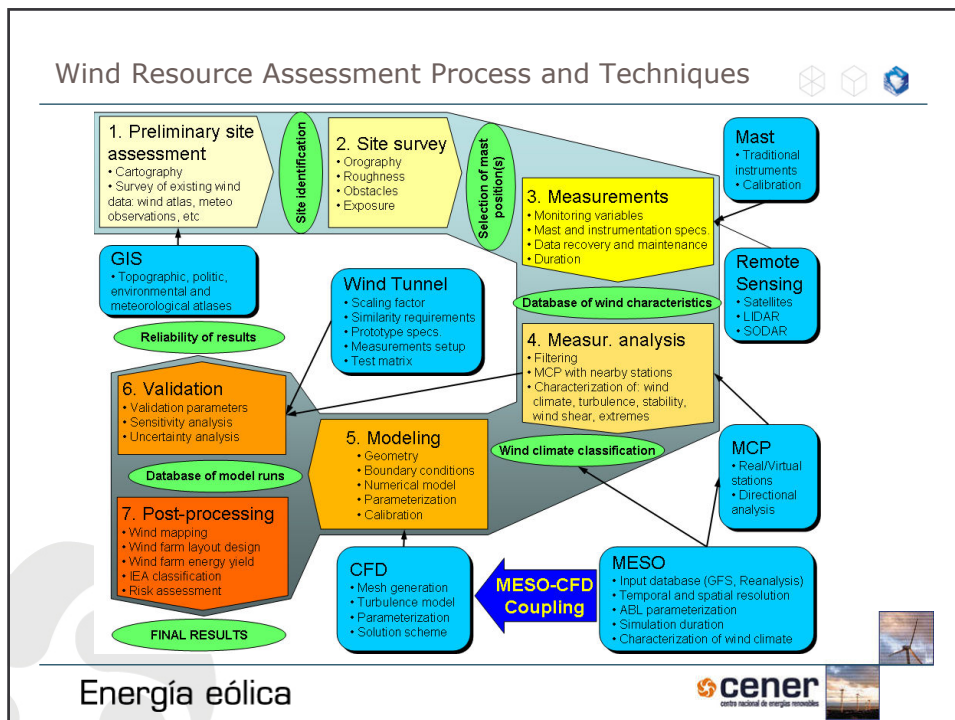 Wind Resource Assessment Process and Techniques
1. Preliminary site
assessment
• Cartography
• Survey of existing wind
data: wind atlas, meteo
observations, etc
Site identification
2. Site survey
• Orography
• Roughness
• Obstacles
• Exposure
Selection of mast
position(s)
3. Measurements
• Monitoring variables
• Mast and instrumentation specs.
• Data recovery and maintenance
• Duration
Mast
• Traditional
instruments
• Calibration
GIS
• Topographic, politic,
environmental and
meteorological atlases
Wind Tunnel
• Scaling factor
• Similarity requirements
• Prototype specs.
• Measurements setup
• Test matrix
Database of wind characteristics
Remote
Sensing
• Satellites
• LIDAR
• SODAR
Reliability of results
4. Measur. analysis
• Filtering
• MCP with nearby stations
• Characterization of: wind
climate, turbulence, stability,
wind shear, extremes
6. Validation
• Validation parameters
• Sensitivity analysis
• Uncertainty analysis
5. Modeling
• Geometry
• Boundary conditions
• Numerical model
• Parameterization
• Calibration
Wind climate classification
MCP
• Real/Virtual
stations
• Directional
analysis
Database of model runs
7. Post-processing
• Wind mapping
• Wind farm layout design
• Wind farm energy yield
• IEA classification
• Risk assessment
CFD
• Mesh generation
• Turbulence model
• Parameterization
• Solution scheme
MESO-CFD
Coupling
MESO
• Input database (GFS, Reanalysis)
• Temporal and spatial resolution
• ABL parameterization
• Simulation duration
• Characterization of wind climate
FINAL RESULTS
Energía eólica
cener
centro nacional de energías renovables